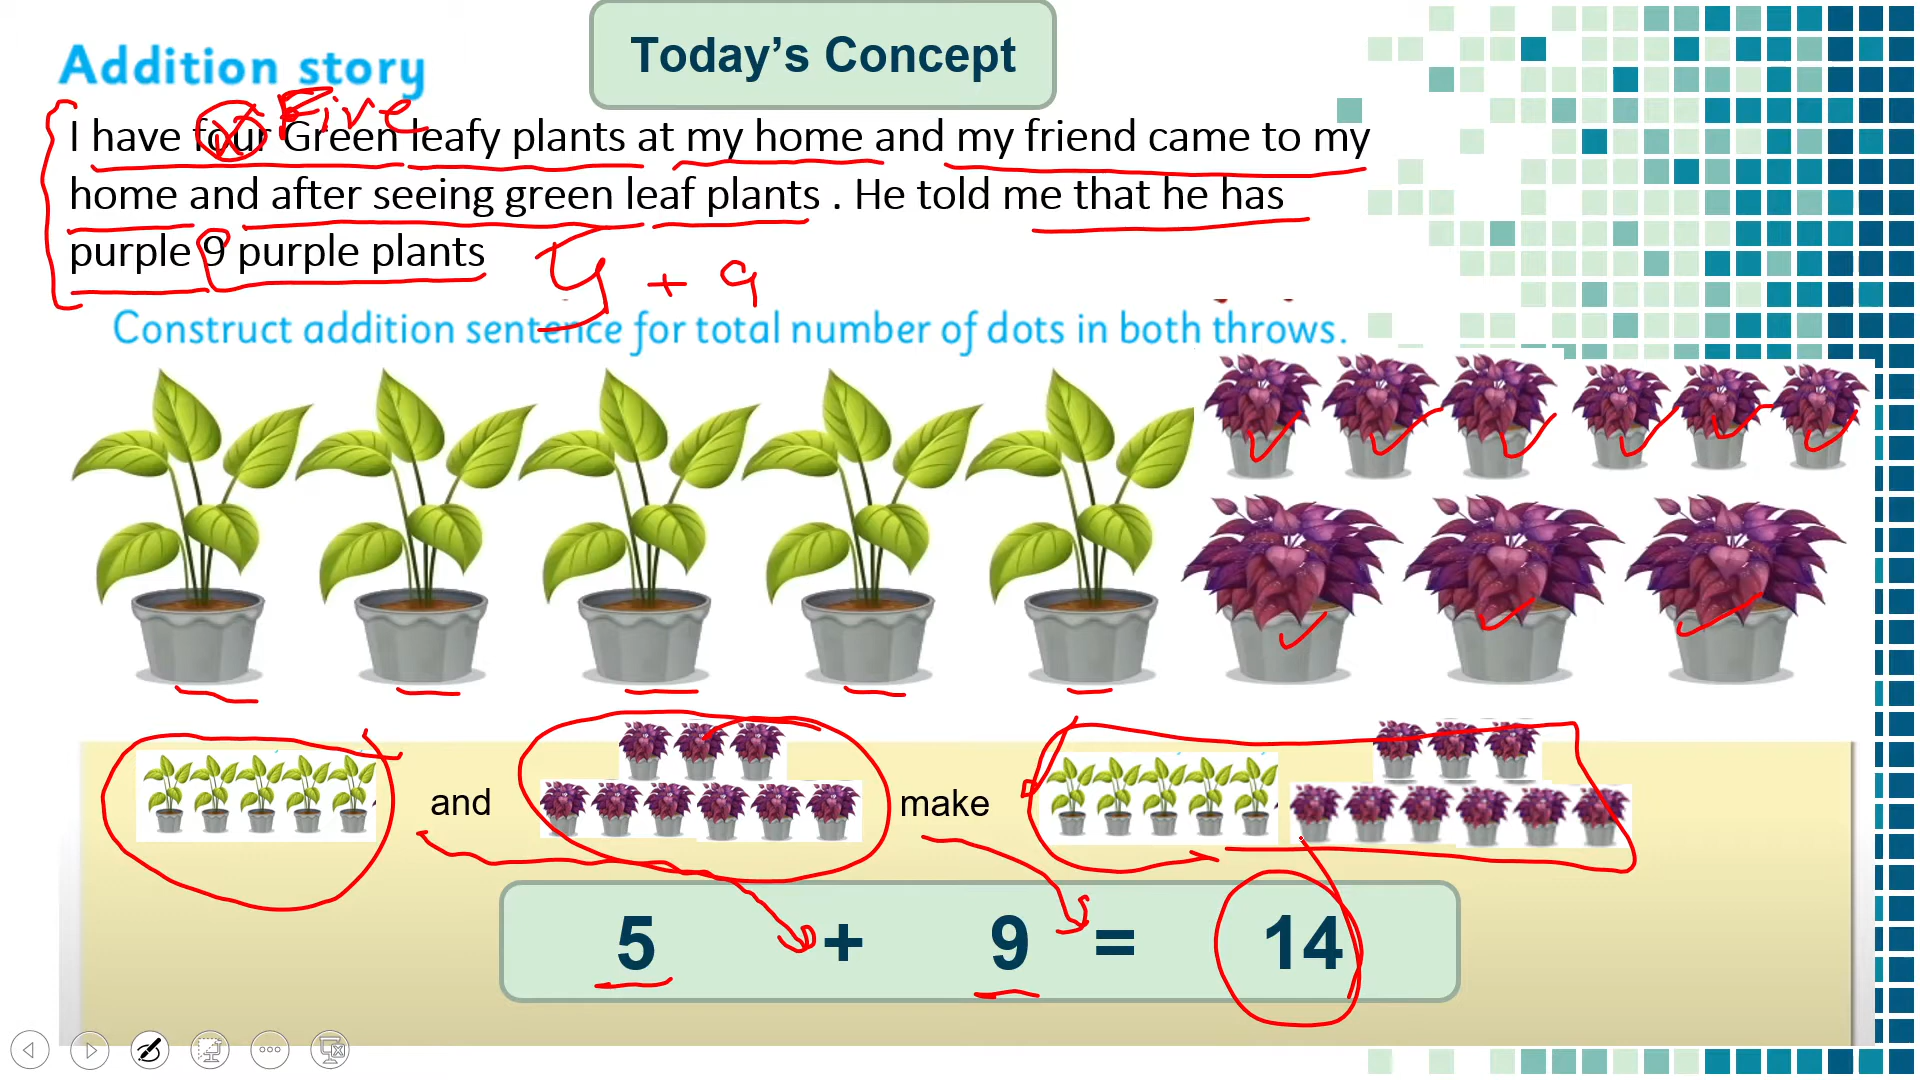 Today's Concept
Addition story
Five
I have four Green leafy plants at my home and my friend came to my
home and after seeing green leaf plants . He told me that he has
purple 9 purple plants
+ 9
Construct addition sentence for total number of dots in both throws.
and make
5 + 9 = 14